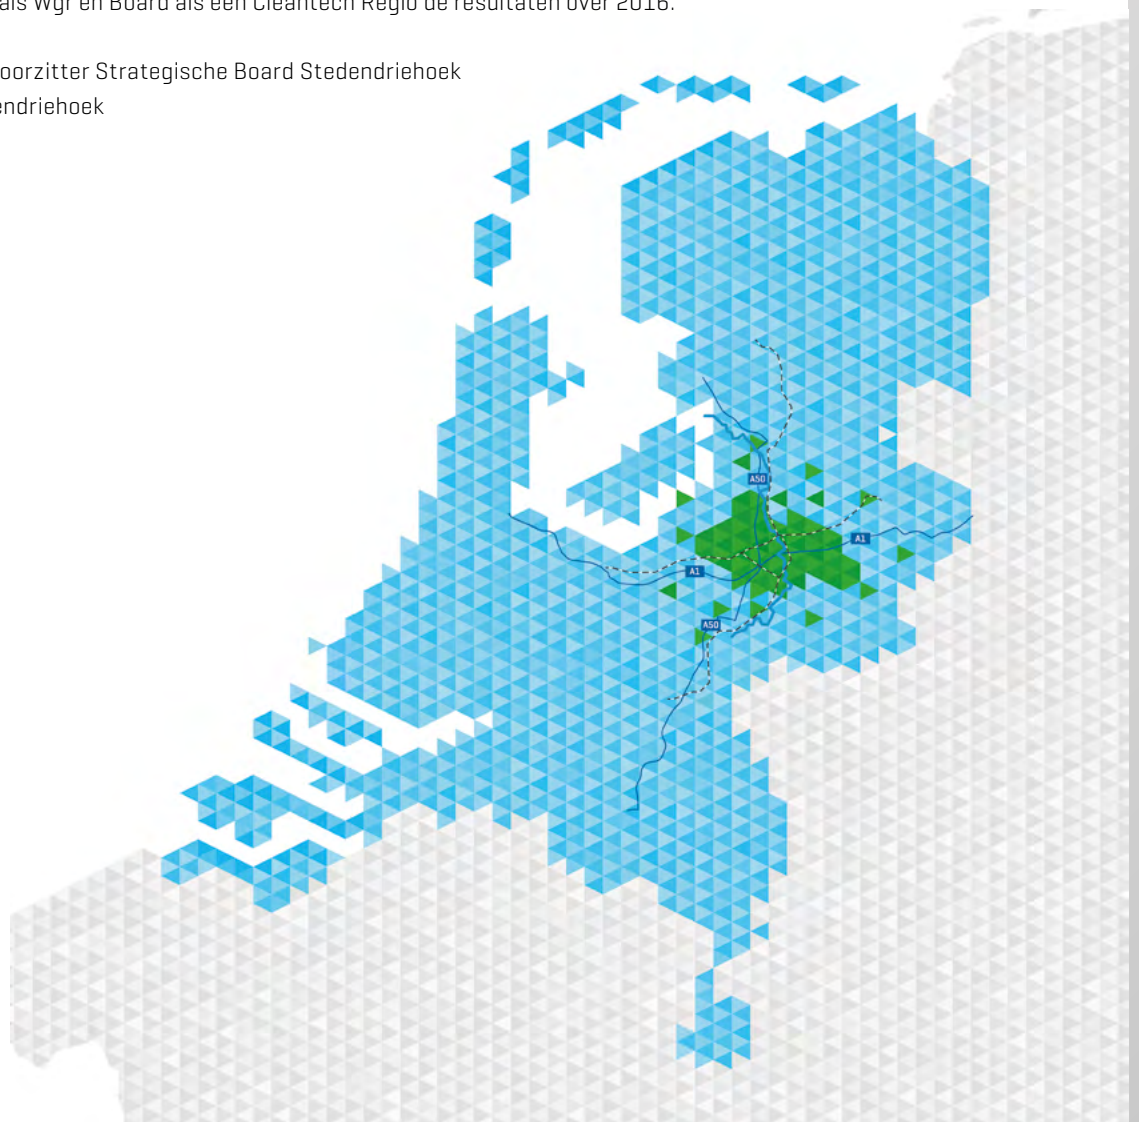 als Wgr en Board als één Cleantech Regio de resultaten over 2016.
oorzitter Strategische Board Stedendriehoek
endriehoek
A50
A1
A1
A50